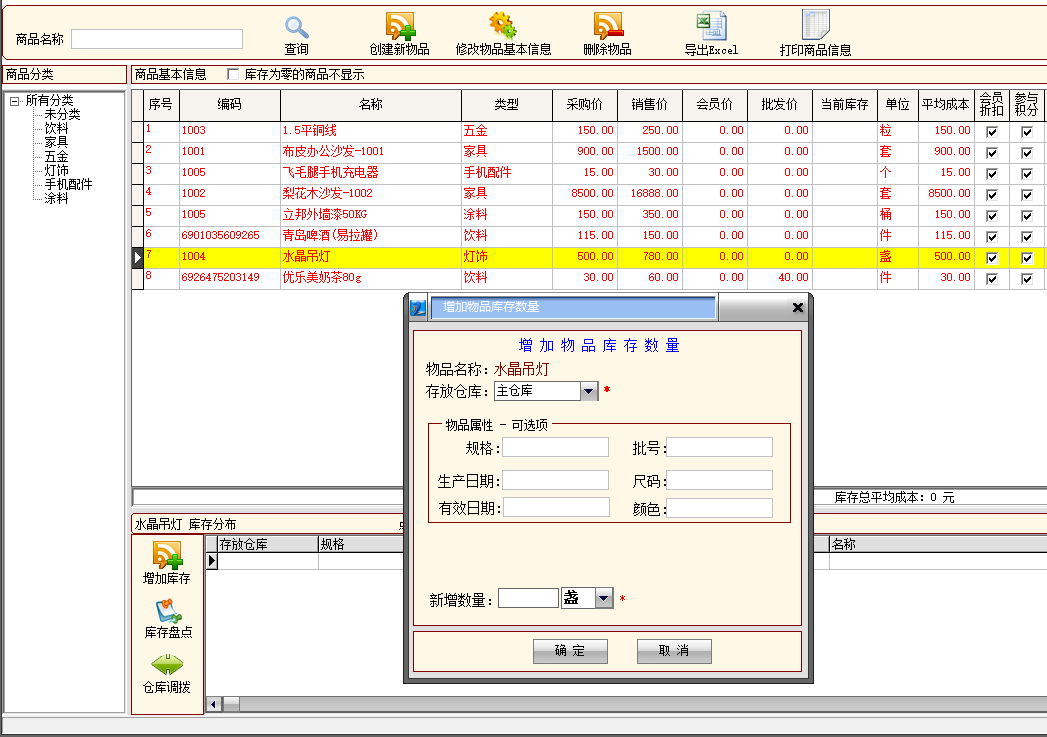 商品名称
查询
创建新物品
修改物品基本信息
删除物品
导出Excel
打印商品信息
商品分类
商品基本信息 库存为零的商品不显示
所有分类
未分类
饮料
家具
五金
灯饰
手机配件
涂料
序号 编码 名称 类型 采购价 销售价 会员价 批发价 当前库存 单位 平均成本 会员折扣 参与积分
1 1003 1.5平铜线 五金 150.00 250.00 0.00 0.00 粒 150.00
2 1001 布皮办公沙发-1001 家具 900.00 1500.00 0.00 0.00 套 900.00
3 1005 飞毛腿手机充电器 手机配件 15.00 30.00 0.00 0.00 个 15.00
4 1002 梨花木沙发-1002 家具 8500.00 16888.00 0.00 0.00 套 8500.00
5 1005 立邦外墙漆50KG 涂料 150.00 350.00 0.00 0.00 桶 150.00
6 6901035609265 青岛啤酒(易拉罐) 饮料 115.00 150.00 0.00 0.00 件 115.00
7 1004 水晶吊灯 灯饰 500.00 780.00 0.00 0.00 盏 500.00
8 6926475203149 优乐美奶茶80g 饮料 30.00 60.00 0.00 40.00 件 30.00
增加物品库存数量
增加物品库存数量
物品名称：水晶吊灯
存放仓库：主仓库 *
物品属性 - 可选项
规格： 批号：
生产日期： 尺码：
有效日期： 颜色：
新增数量： 盏 *
确 定 取 消
库存总平均成本：0 元
水晶吊灯 库存分布
存放仓库 规格 名称
增加库存
库存盘点
仓库调拨